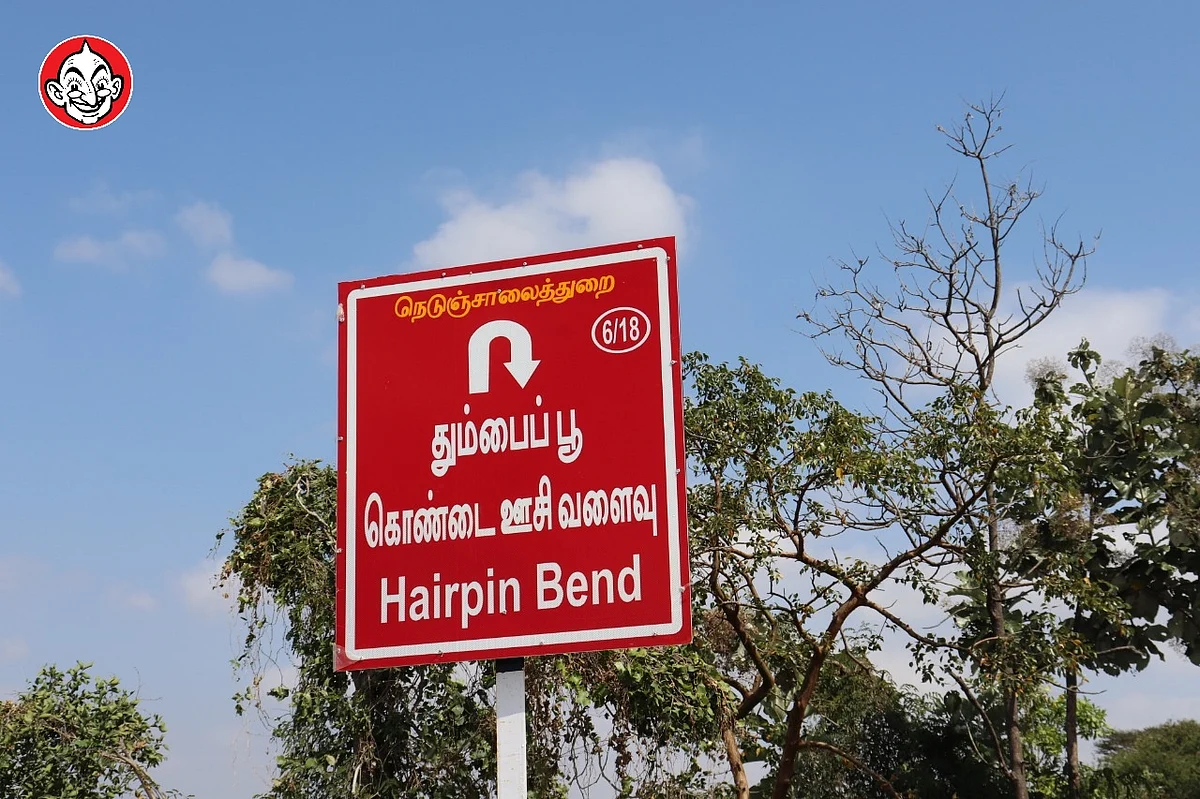 நெடுஞ்சாலைத்துறை
6/18
தும்பைப் பூ
கொண்டை ஊசி வளைவு
Hairpin Bend